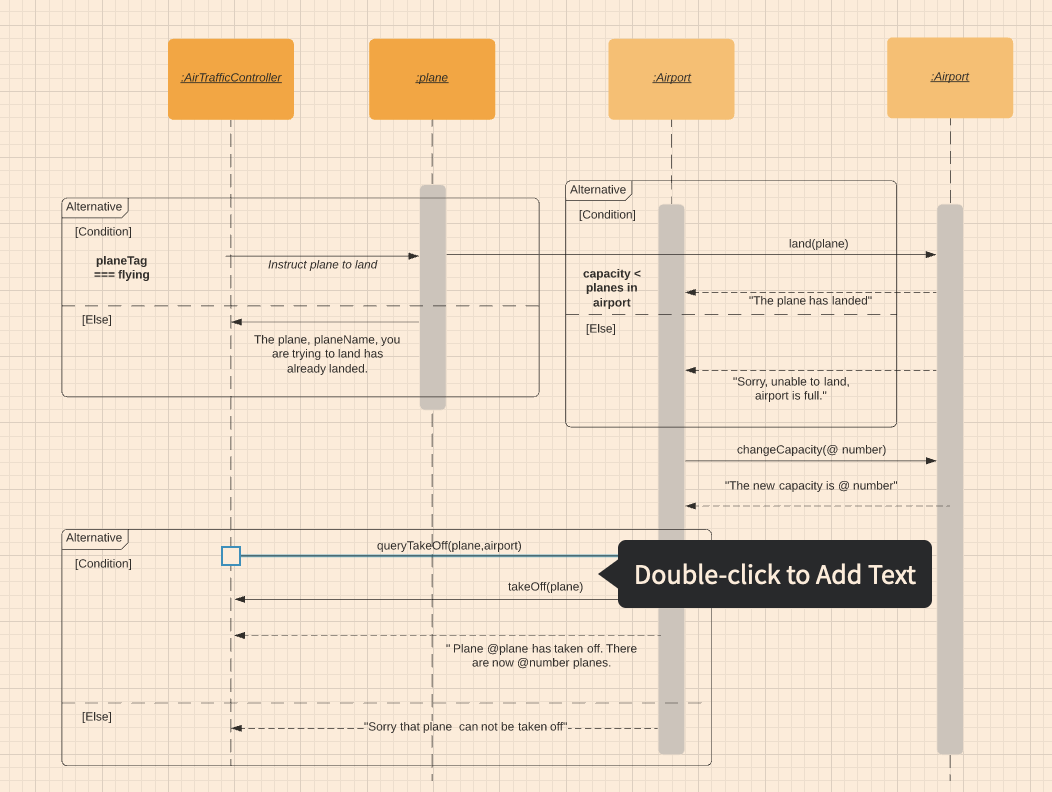 :AirTrafficController
:plane
:Airport
:Airport
Alternative
[Condition]
planeTag
=== flying
Instruct plane to land
[Else]
The plane, planeName, you
are trying to land has
already landed.
Alternative
[Condition]
land(plane)
capacity <
planes in
airport
"The plane has landed"
[Else]
"Sorry, unable to land,
airport is full."
changeCapacity(@ number)
"The new capacity is @ number"
Alternative
[Condition]
queryTakeOff(plane,airport)
Double-click to Add Text
takeOff(plane)
" Plane @plane has taken off. There
are now @number planes.
[Else]
"Sorry that plane  can not be taken off"